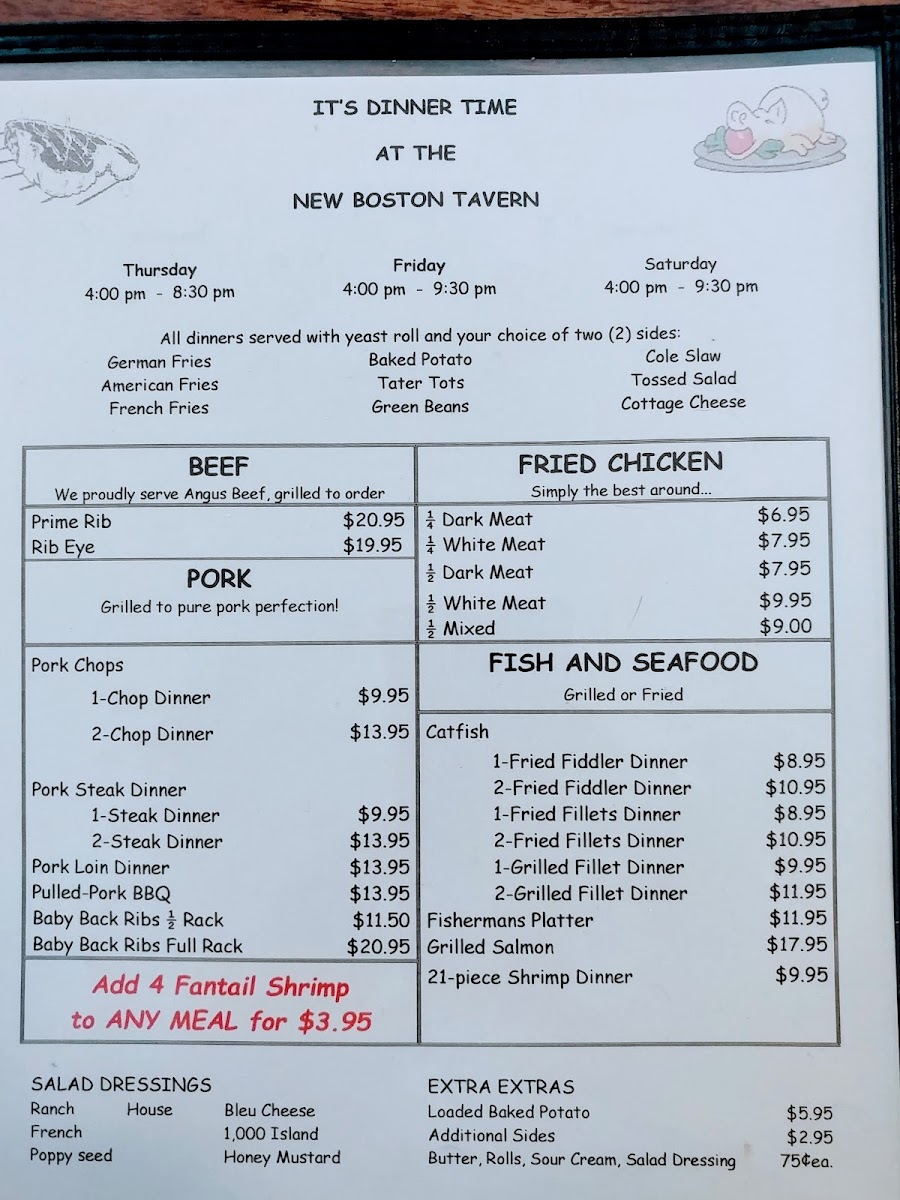 IT'S DINNER TIME
AT THE
NEW BOSTON TAVERN
Thursday Friday Saturday
4:00 pm - 8:30 pm 4:00 pm - 9:30 pm 4:00 pm - 9:30 pm
All dinners served with yeast roll and your choice of two (2) sides:
German Fries Baked Potato Cole Slaw
American Fries Tater Tots Tossed Salad
French Fries Green Beans Cottage Cheese
BEEF
We proudly serve Angus Beef, grilled to order
Prime Rib $20.95
Rib Eye $19.95
PORK
Grilled to pure pork perfection!
Pork Chops
1-Chop Dinner $9.95
2-Chop Dinner $13.95
Pork Steak Dinner
1-Steak Dinner $9.95
2-Steak Dinner $13.95
Pork Loin Dinner $13.95
Pulled-Pork BBQ $13.95
Baby Back Ribs ½ Rack $11.50
Baby Back Ribs Full Rack $20.95
Add 4 Fantail Shrimp
to ANY MEAL for $3.95
FRIED CHICKEN
Simply the best around...
¼ Dark Meat $6.95
¼ White Meat $7.95
½ Dark Meat $7.95
½ White Meat $9.95
½ Mixed $9.00
FISH AND SEAFOOD
Grilled or Fried
Catfish
1-Fried Fiddler Dinner $8.95
2-Fried Fiddler Dinner $10.95
1-Fried Fillets Dinner $8.95
2-Fried Fillets Dinner $10.95
1-Grilled Fillet Dinner $9.95
2-Grilled Fillet Dinner $11.95
Fishermans Platter $11.95
Grilled Salmon $17.95
21-piece Shrimp Dinner $9.95
SALAD DRESSINGS
Ranch House Bleu Cheese
French 1,000 Island
Poppy seed Honey Mustard
EXTRA EXTRAS
Loaded Baked Potato $5.95
Additional Sides $2.95
Butter, Rolls, Sour Cream, Salad Dressing 75¢ea.